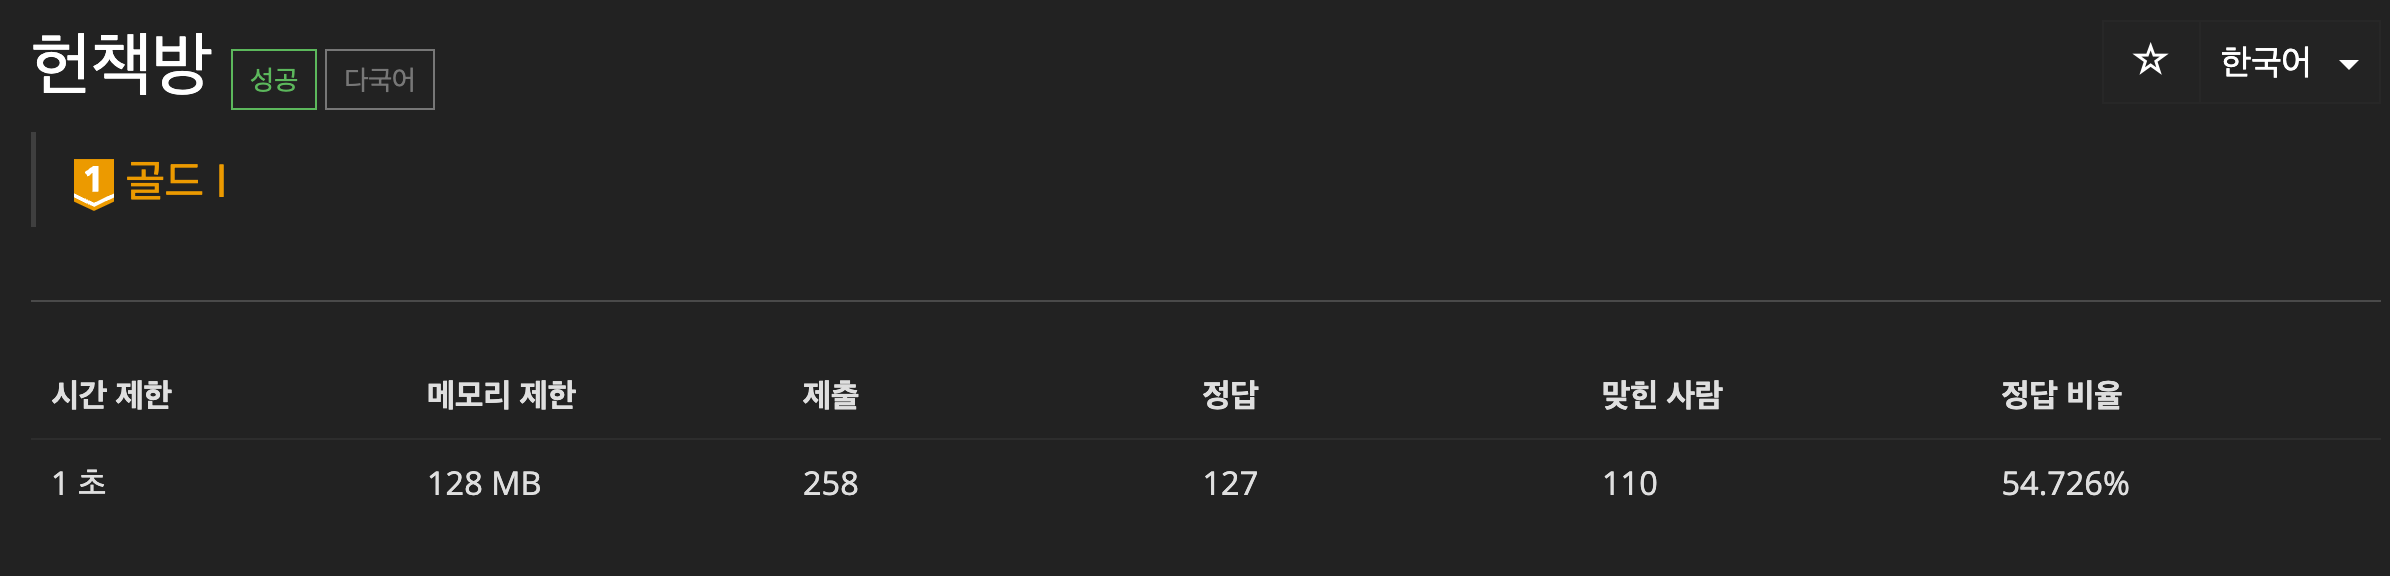 헌책방 성공 다국어 한국어
1 골드 I
시간 제한 메모리 제한 제출 정답 맞힌 사람 정답 비율
1 초 128 MB 258 127 110 54.726%